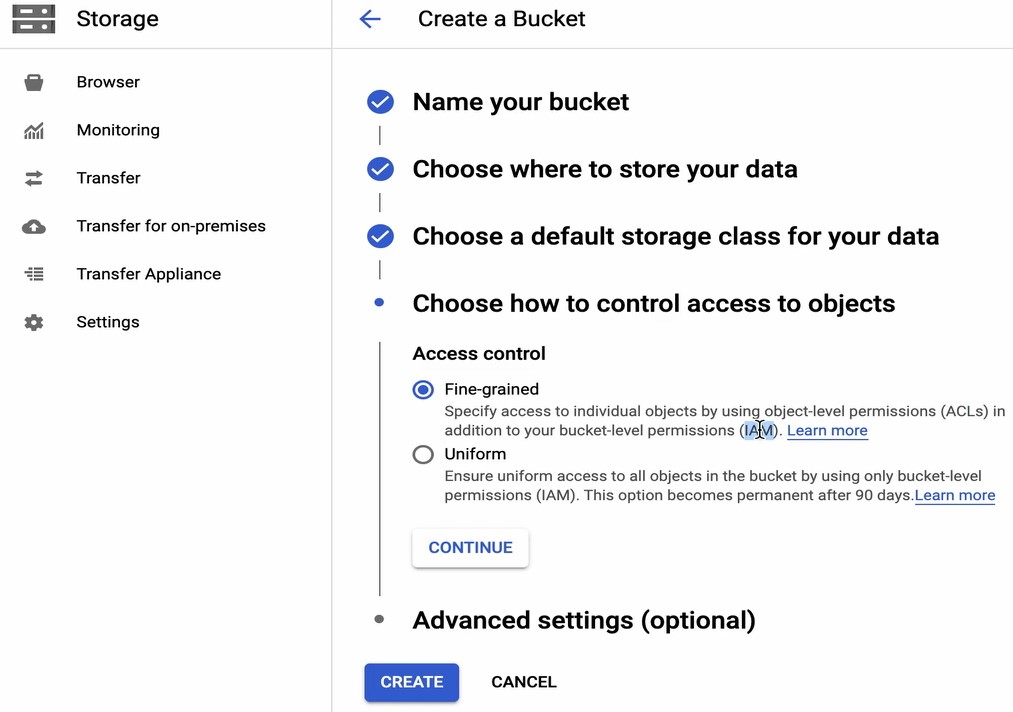 Storage
Create a Bucket
Browser
Monitoring
Transfer
Transfer for on-premises
Transfer Appliance
Settings
Name your bucket
Choose where to store your data
Choose a default storage class for your data
Choose how to control access to objects
Access control
Fine-grained
Specify access to individual objects by using object-level permissions (ACLs) in
addition to your bucket-level permissions (IAM). Learn more
Uniform
Ensure uniform access to all objects in the bucket by using only bucket-level
permissions (IAM). This option becomes permanent after 90 days.Learn more
CONTINUE
Advanced settings (optional)
CREATE
CANCEL